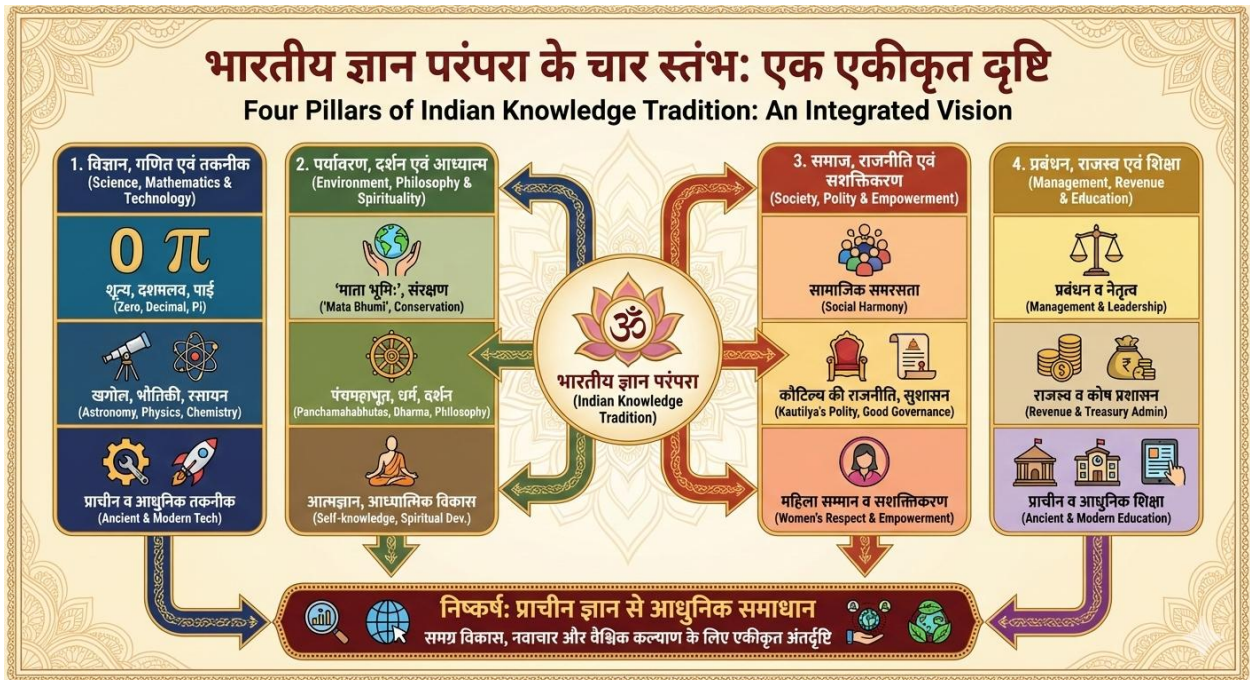 भारतीय ज्ञान परंपरा के चार स्तंभ: एक एकीकृत दृष्टि
Four Pillars of Indian Knowledge Tradition: An Integrated Vision
1. विज्ञान, गणित एवं तकनीक
(Science, Mathematics &
Technology)
0 π
शून्य, दशमलव, पाई
(Zero, Decimal, Pi)
खगोल, भौतिकी, रसायन
(Astronomy, Physics, Chemistry)
प्राचीन व आधुनिक तकनीक
(Ancient & Modern Tech)
2. पर्यावरण, दर्शन एवं आध्यात्म
(Environment, Philosophy &
Spirituality)
‘माता भूमि:’, संरक्षण
(‘Mata Bhumi’, Conservation)
पंचमहाभूत, धर्म, दर्शन
(Panchamahabhutas, Dharma, Philosophy)
आत्मज्ञान, आध्यात्मिक विकास
(Self-knowledge, Spiritual Dev.)
ॐ
भारतीय ज्ञान परंपरा
(Indian Knowledge
Tradition)
3. समाज, राजनीति एवं
सशक्तिकरण
(Society, Polity & Empowerment)
सामाजिक समरसता
(Social Harmony)
कौटिल्य की राजनीति, सुशासन
(Kautilya's Polity, Good Governance)
महिला सम्मान व सशक्तिकरण
(Women's Respect & Empowerment)
4. प्रबंधन, राजस्व एवं शिक्षा
(Management, Revenue
& Education)
प्रबंधन व नेतृत्व
(Management & Leadership)
$ ₹
राजस्व व कोष प्रशासन
(Revenue & Treasury Admin)
प्राचीन व आधुनिक शिक्षा
(Ancient & Modern Education)
निष्कर्ष: प्राचीन ज्ञान से आधुनिक समाधान
समग्र विकास, नवाचार और वैश्विक कल्याण के लिए एकीकृत अंतर्दृष्टि